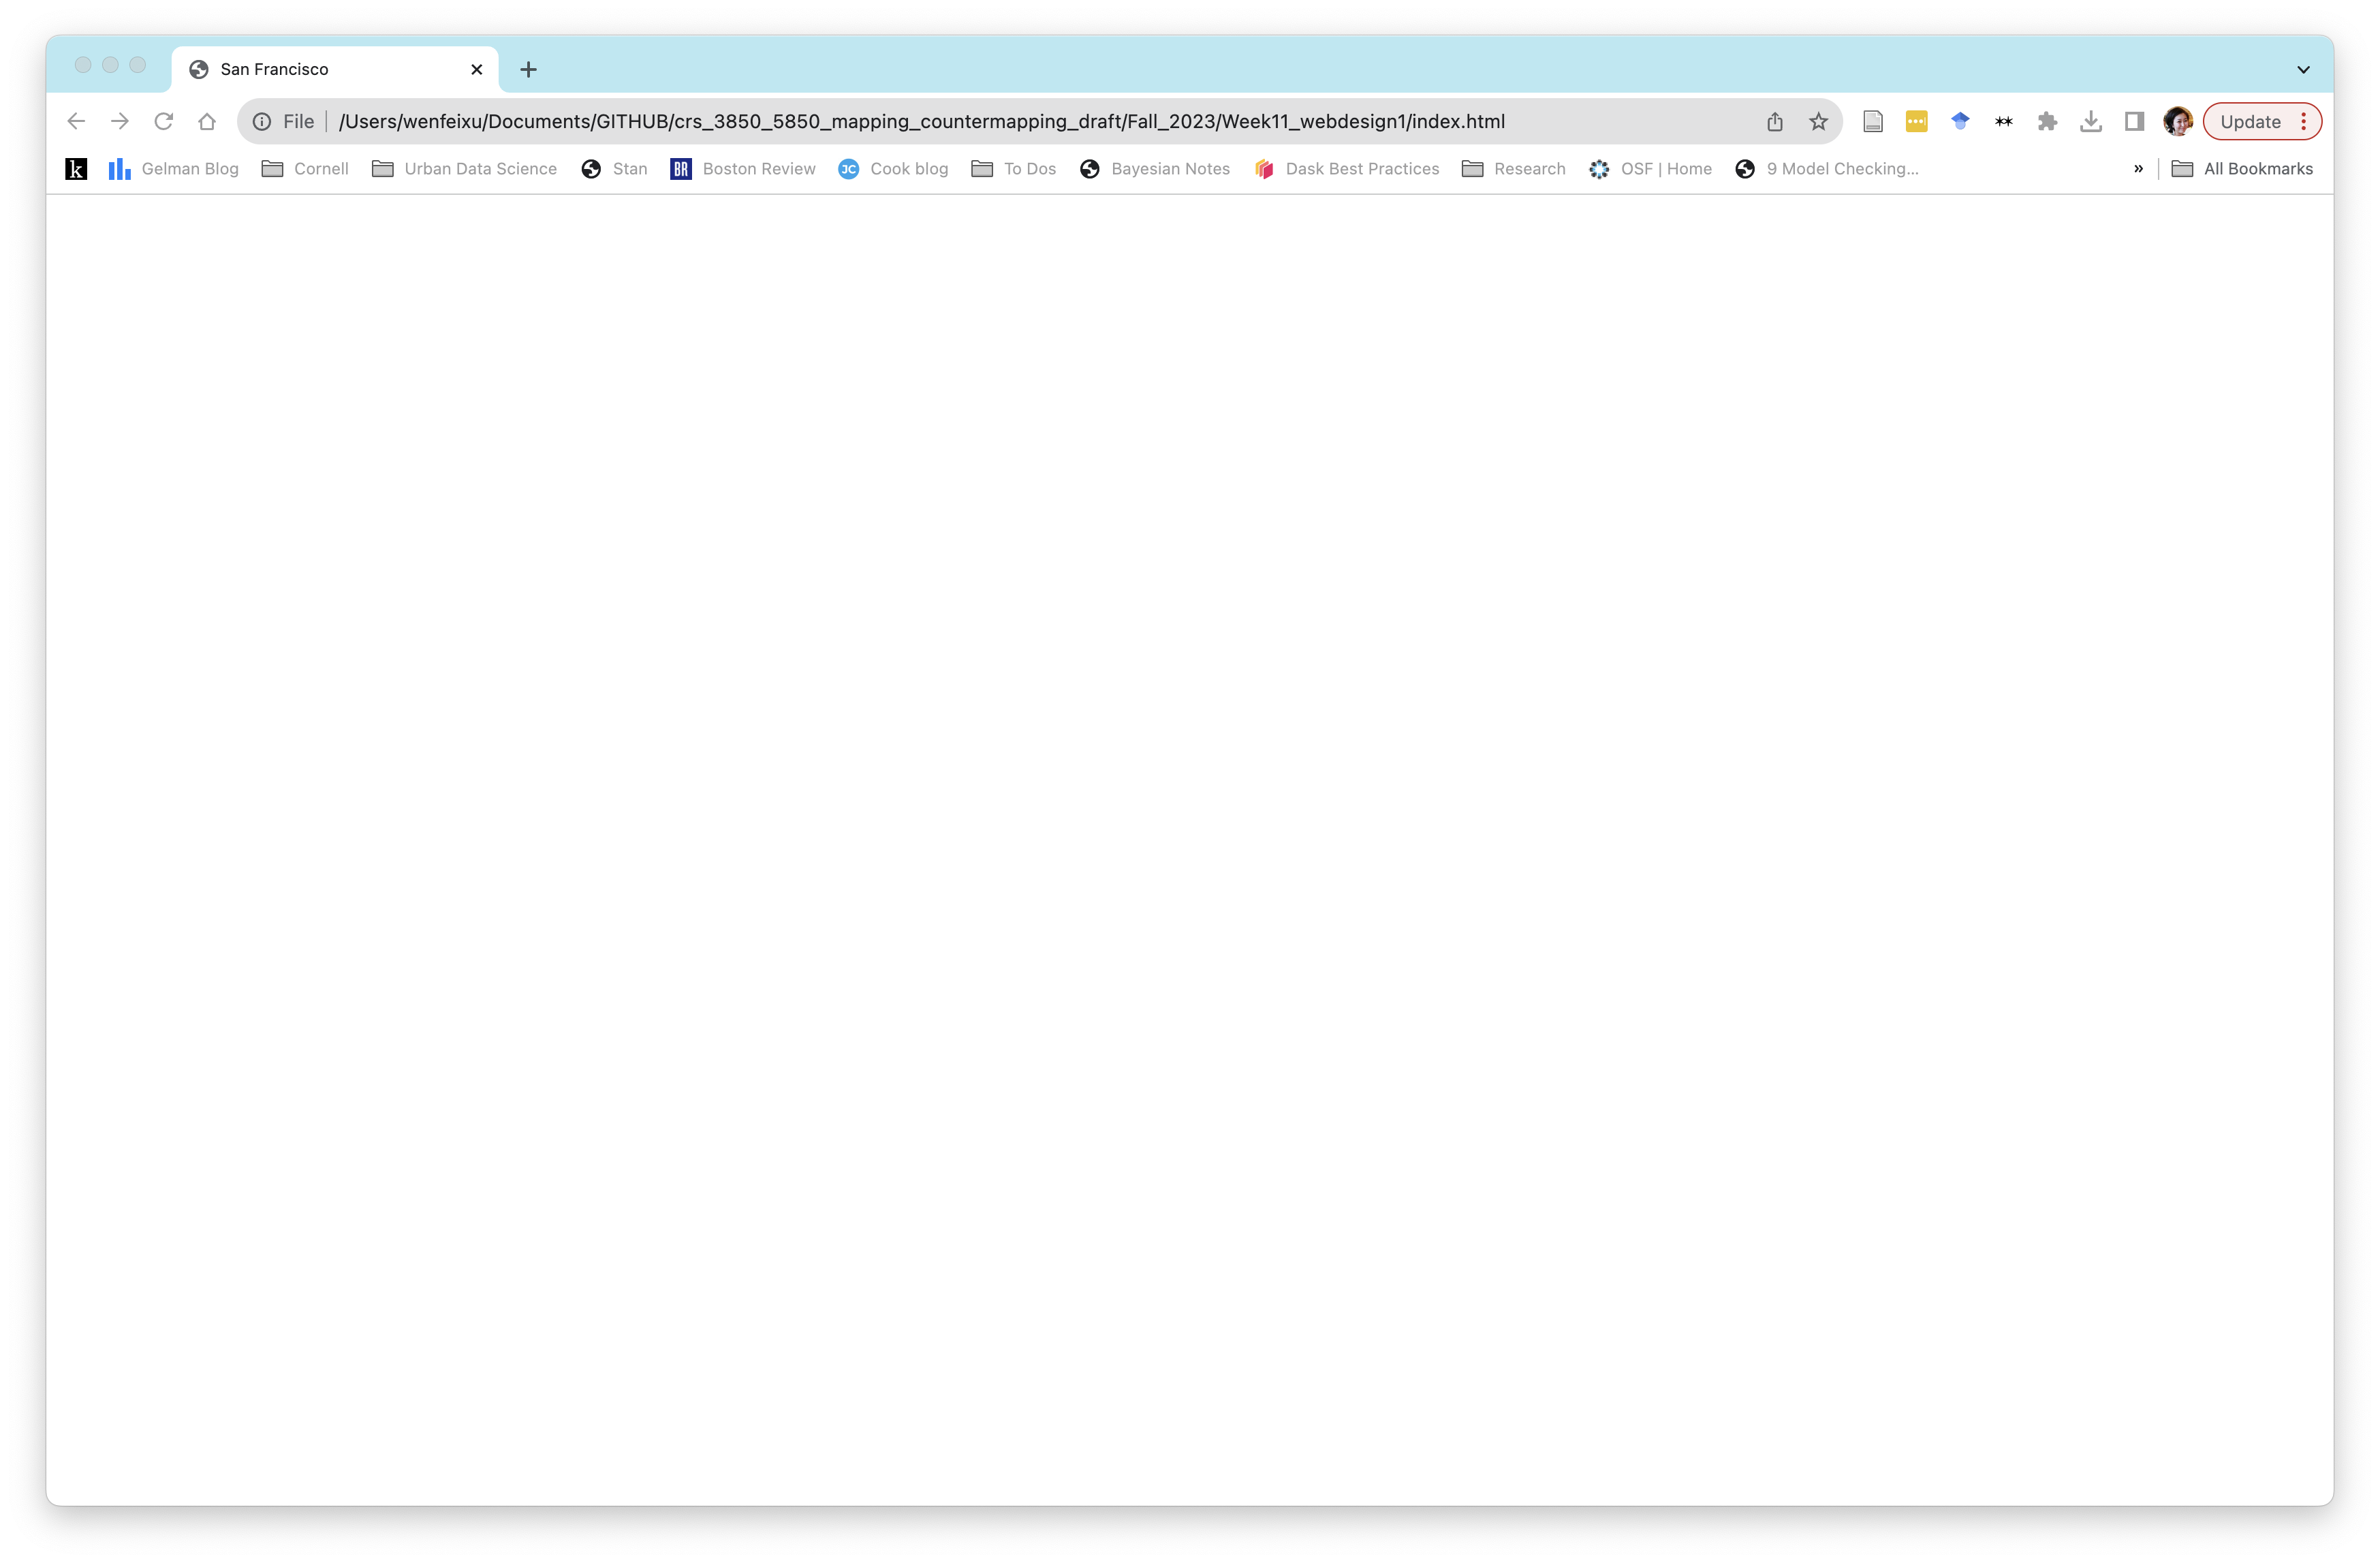 San Francisco
File /Users/wenfeixu/Documents/GITHUB/crs_3850_5850_mapping_countermapping_draft/Fall_2023/Week11_webdesign1/index.html Update
k Gelman Blog Cornell Urban Data Science Stan BR Boston Review JC Cook blog To Dos Bayesian Notes Dask Best Practices Research OSF | Home 9 Model Checking... » All Bookmarks